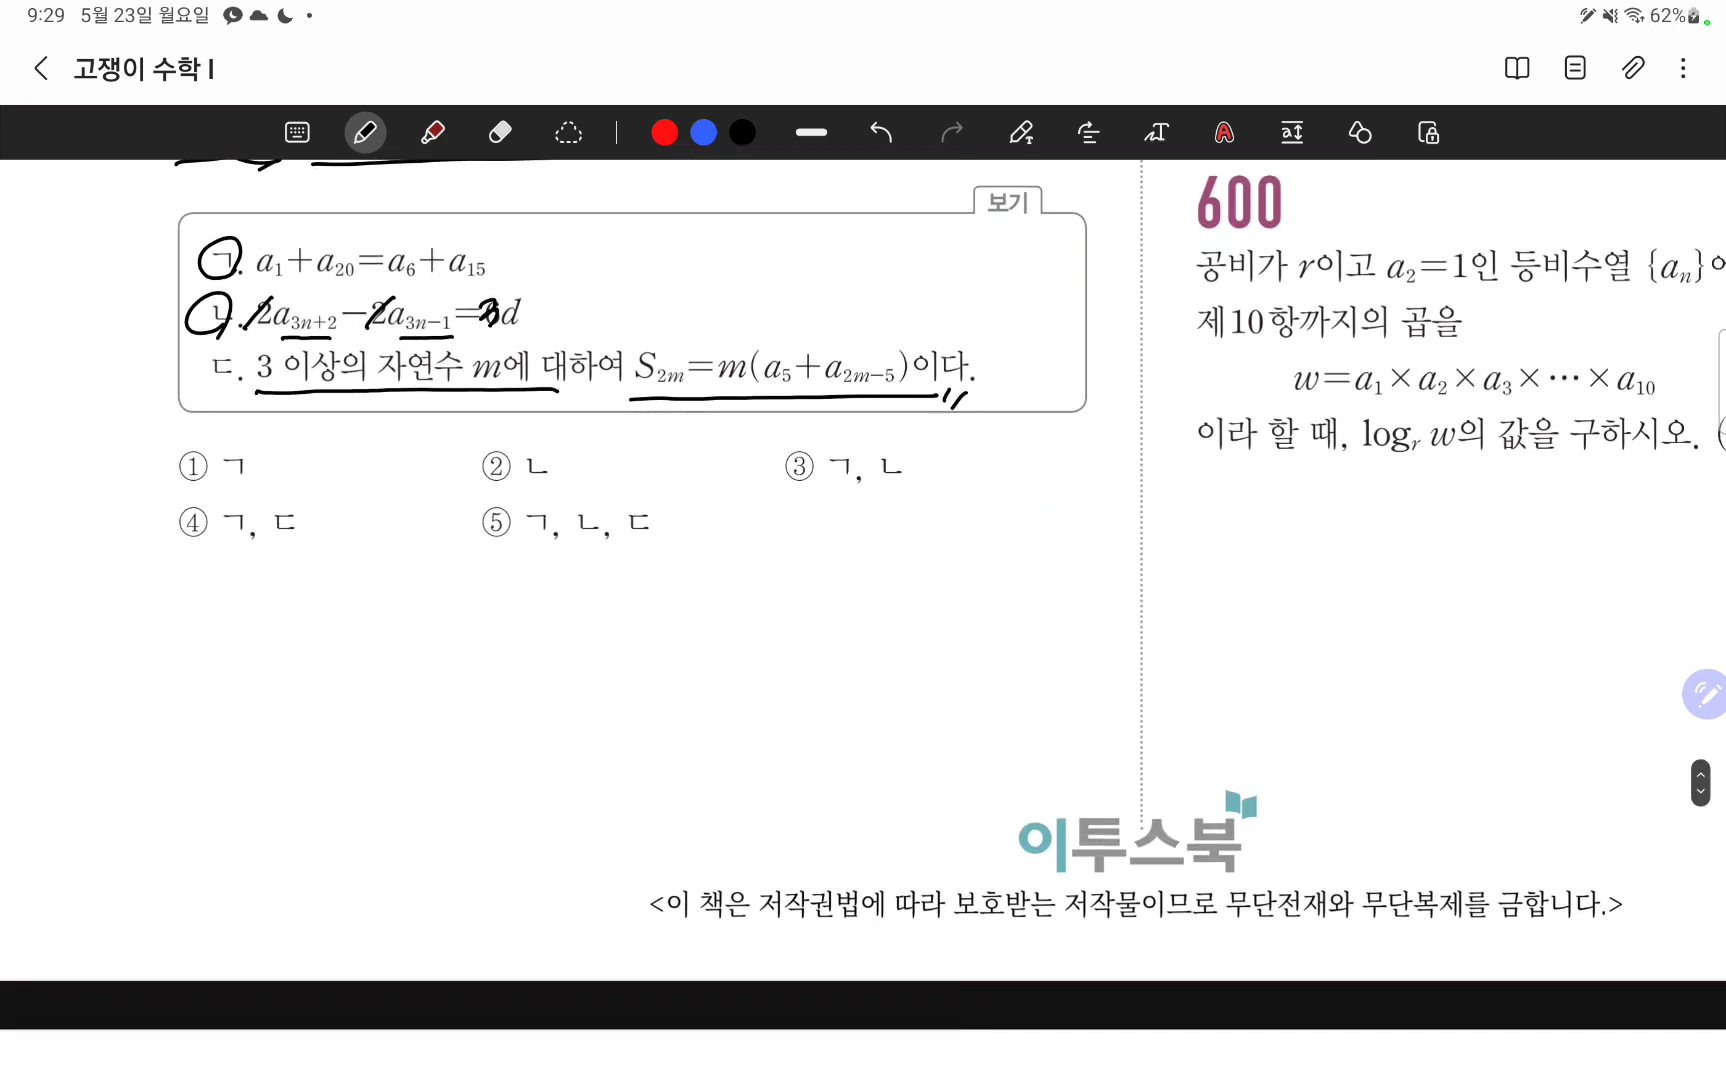 9:29 5월 23일 월요일
62%
고쟁이 수학 I
보기
ㄱ. a₁+a₂₀=a₆+a₁₅
ㄴ. 2a₃ₙ₊₂−2a₃ₙ₋₁=3d
ㄷ. 3 이상의 자연수 m에 대하여 S₂ₘ=m(a₅+a₂ₘ₋₅)이다.
① ㄱ ② ㄴ ③ ㄱ, ㄴ
④ ㄱ, ㄷ ⑤ ㄱ, ㄴ, ㄷ
600
공비가 r이고 a₂=1인 등비수열 {aₙ}
제10항까지의 곱을
w=a₁×a₂×a₃×⋯×a₁₀
이라 할 때, logᵣ w의 값을 구하시오.
이투스북
<이 책은 저작권법에 따라 보호받는 저작물이므로 무단전재와 무단복제를 금합니다.>